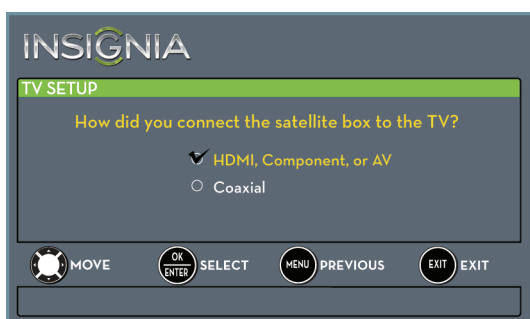 INSIGNIA
TV SETUP
How did you connect the satellite box to the TV?
HDMI, Component, or AV
Coaxial
MOVE OK ENTER SELECT MENU PREVIOUS EXIT EXIT